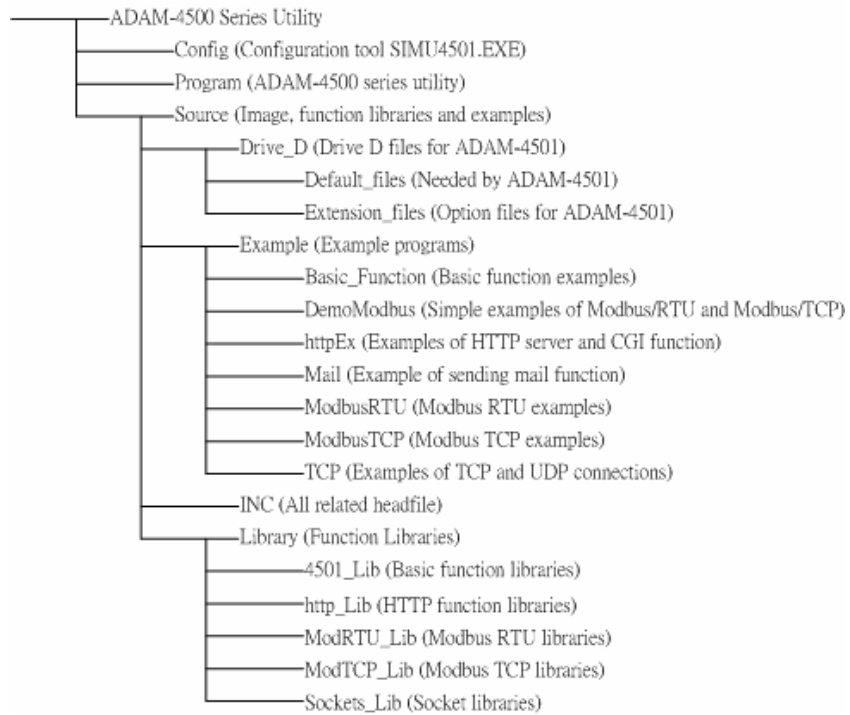 ADAM-4500 Series Utility
Config (Configuration tool SIMU4501.EXE)
Program (ADAM-4500 series utility)
Source (Image, function libraries and examples)
Drive_D (Drive D files for ADAM-4501)
Default_files (Needed by ADAM-4501)
Extension_files (Option files for ADAM-4501)
Example (Example programs)
Basic_Function (Basic function examples)
DemoModbus (Simple examples of Modbus/RTU and Modbus/TCP)
httpEx (Examples of HTTP server and CGI function)
Mail (Example of sending mail function)
ModbusRTU (Modbus RTU examples)
ModbusTCP (Modbus TCP examples)
TCP (Examples of TCP and UDP connections)
INC (All related headfile)
Library (Function Libraries)
4501_Lib (Basic function libraries)
http_Lib (HTTP function libraries)
ModRTU_Lib (Modbus RTU libraries)
ModTCP_Lib (Modbus TCP libraries)
Sockets_Lib (Socket libraries)